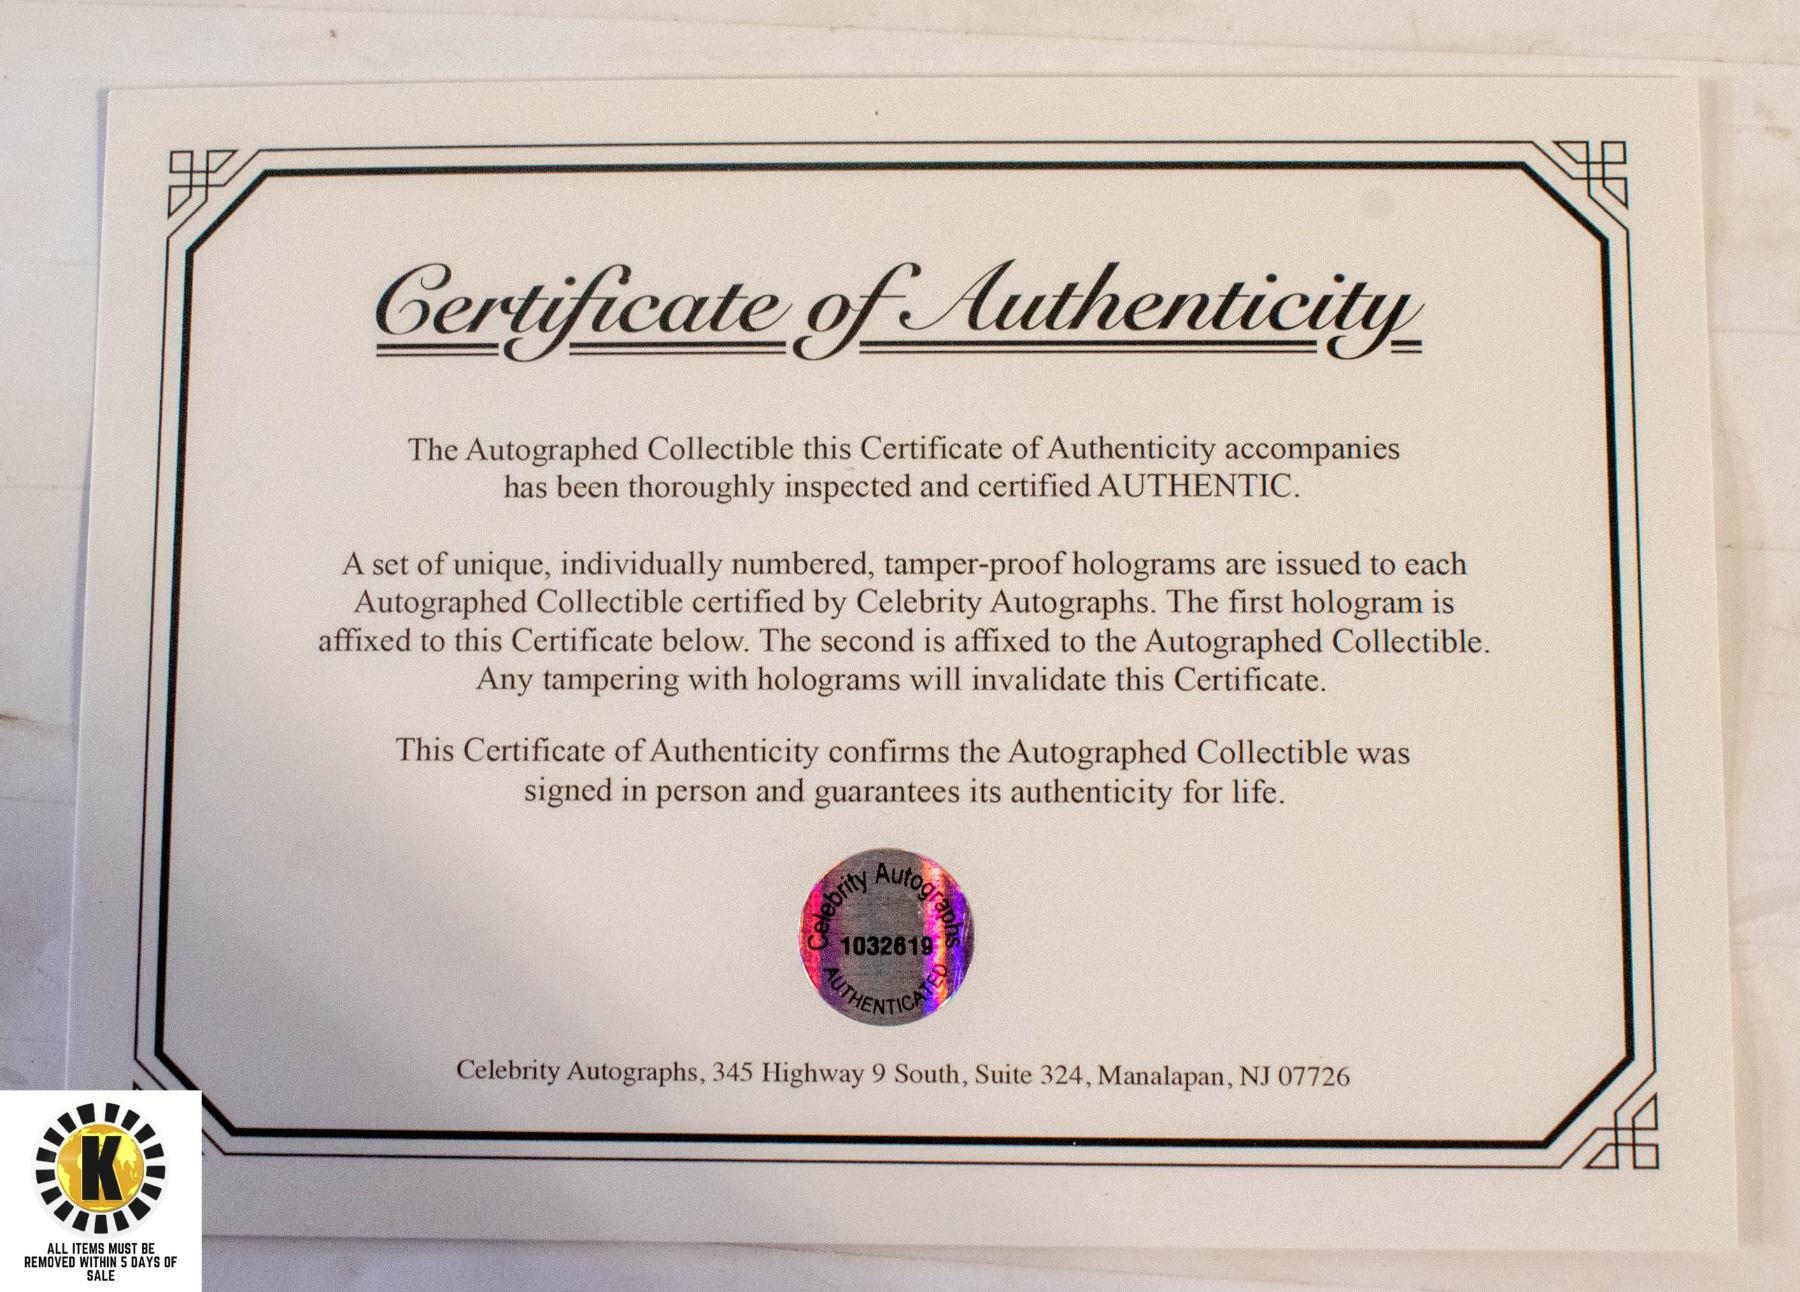 Certificate of Authenticity
The Autographed Collectible this Certificate of Authenticity accompanies
has been thoroughly inspected and certified AUTHENTIC.
A set of unique, individually numbered, tamper-proof holograms are issued to each
Autographed Collectible certified by Celebrity Autographs. The first hologram is
affixed to this Certificate below. The second is affixed to the Autographed Collectible.
Any tampering with holograms will invalidate this Certificate.
This Certificate of Authenticity confirms the Autographed Collectible was
signed in person and guarantees its authenticity for life.
Celebrity Autographs
1032619
AUTHENTICATED
Celebrity Autographs, 345 Highway 9 South, Suite 324, Manalapan, NJ 07726
K
ALL ITEMS MUST BE
REMOVED WITHIN 5 DAYS OF
SALE